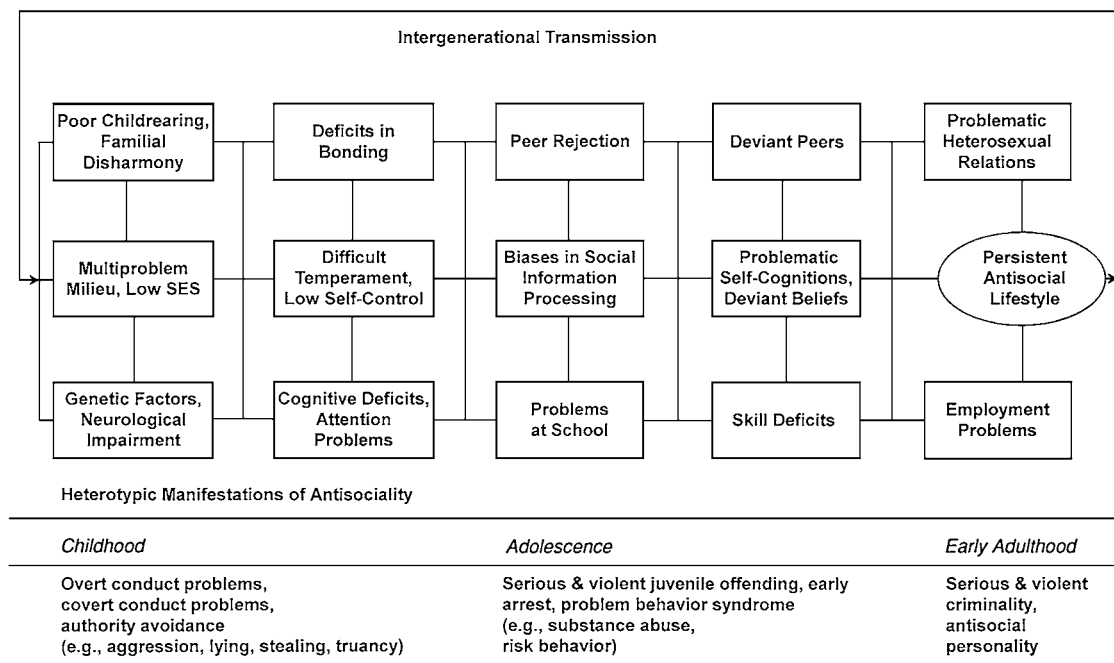 Intergenerational Transmission
Poor Childrearing,
Familial
Disharmony
Deficits in
Bonding
Peer Rejection
Deviant Peers
Problematic
Heterosexual
Relations
Multiproblem
Milieu, Low SES
Difficult
Temperament,
Low Self-Control
Biases in Social
Information
Processing
Problematic
Self-Cognitions,
Deviant Beliefs
Persistent
Antisocial
Lifestyle
Genetic Factors,
Neurological
Impairment
Cognitive Deficits,
Attention
Problems
Problems
at School
Skill Deficits
Employment
Problems
Heterotypic Manifestations of Antisociality
Childhood
Adolescence
Early Adulthood
Overt conduct problems,
covert conduct problems,
authority avoidance
(e.g., aggression, lying, stealing, truancy)
Serious & violent juvenile offending, early
arrest, problem behavior syndrome
(e.g., substance abuse,
risk behavior)
Serious & violent
criminality,
antisocial
personality